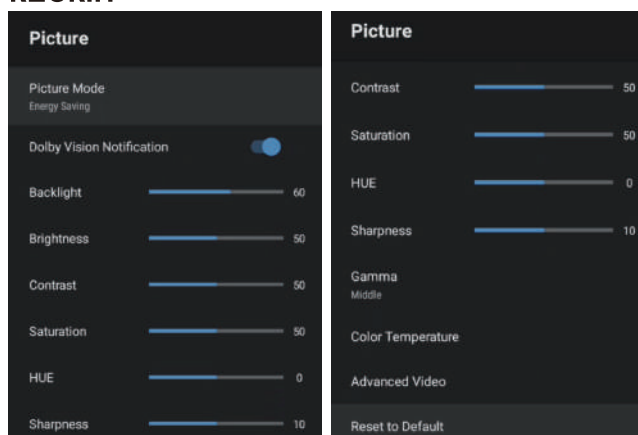 Picture
Picture Mode
Energy Saving
Dolby Vision Notification
Backlight 60
Brightness 50
Contrast 50
Saturation 50
HUE 0
Sharpness 10
Picture
Contrast 50
Saturation 50
HUE 0
Sharpness 10
Gamma
Middle
Color Temperature
Advanced Video
Reset to Default